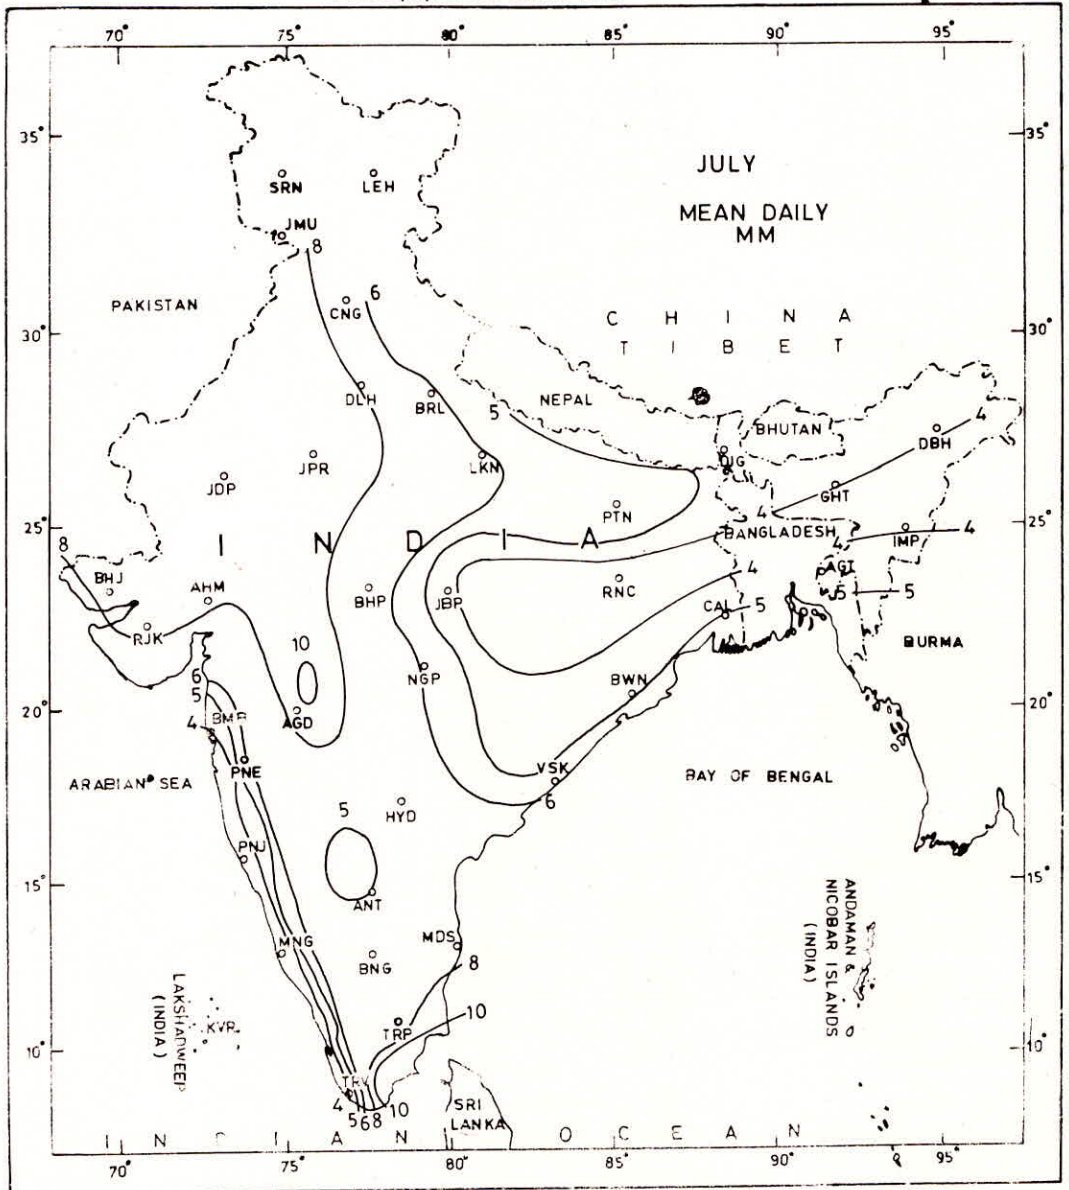 70° 75° 80° 85° 90° 95°
35° 35°
JULY
SRN LEH
MEAN DAILY
MM
JMU
8
6
PAKISTAN
CNG
C H I N A
30° 30°
T I B E T
DLH BRL NEPAL
5
BHUTAN
4
DBH
JPR LKN DJG
JDP GHT
PTN
4
25° 25°
I N D I A
BANGLADESH
4 IMP 4
8
BHJ AHM BHP JBP RNC 4 AGT
CAL 5 5
RJK
10
BURMA
NGP BWN
6
5
4
BMB
AGD
20° 20°
PNE
VSK
ARABIAN SEA
BAY OF BENGAL
6
5
HYD
PNJ
15° 15°
ANT
ANDAMAN &
NICOBAR ISLANDS
(INDIA)
MNG MDS
BNG
8
LAKSHADWEEP
(INDIA)
KVR
10
TRP
10° 10°
TRV
4 5 6 8 10
SRI
LANKA
I N D I A N O C E A N
70° 75° 80° 85° 90° 95°